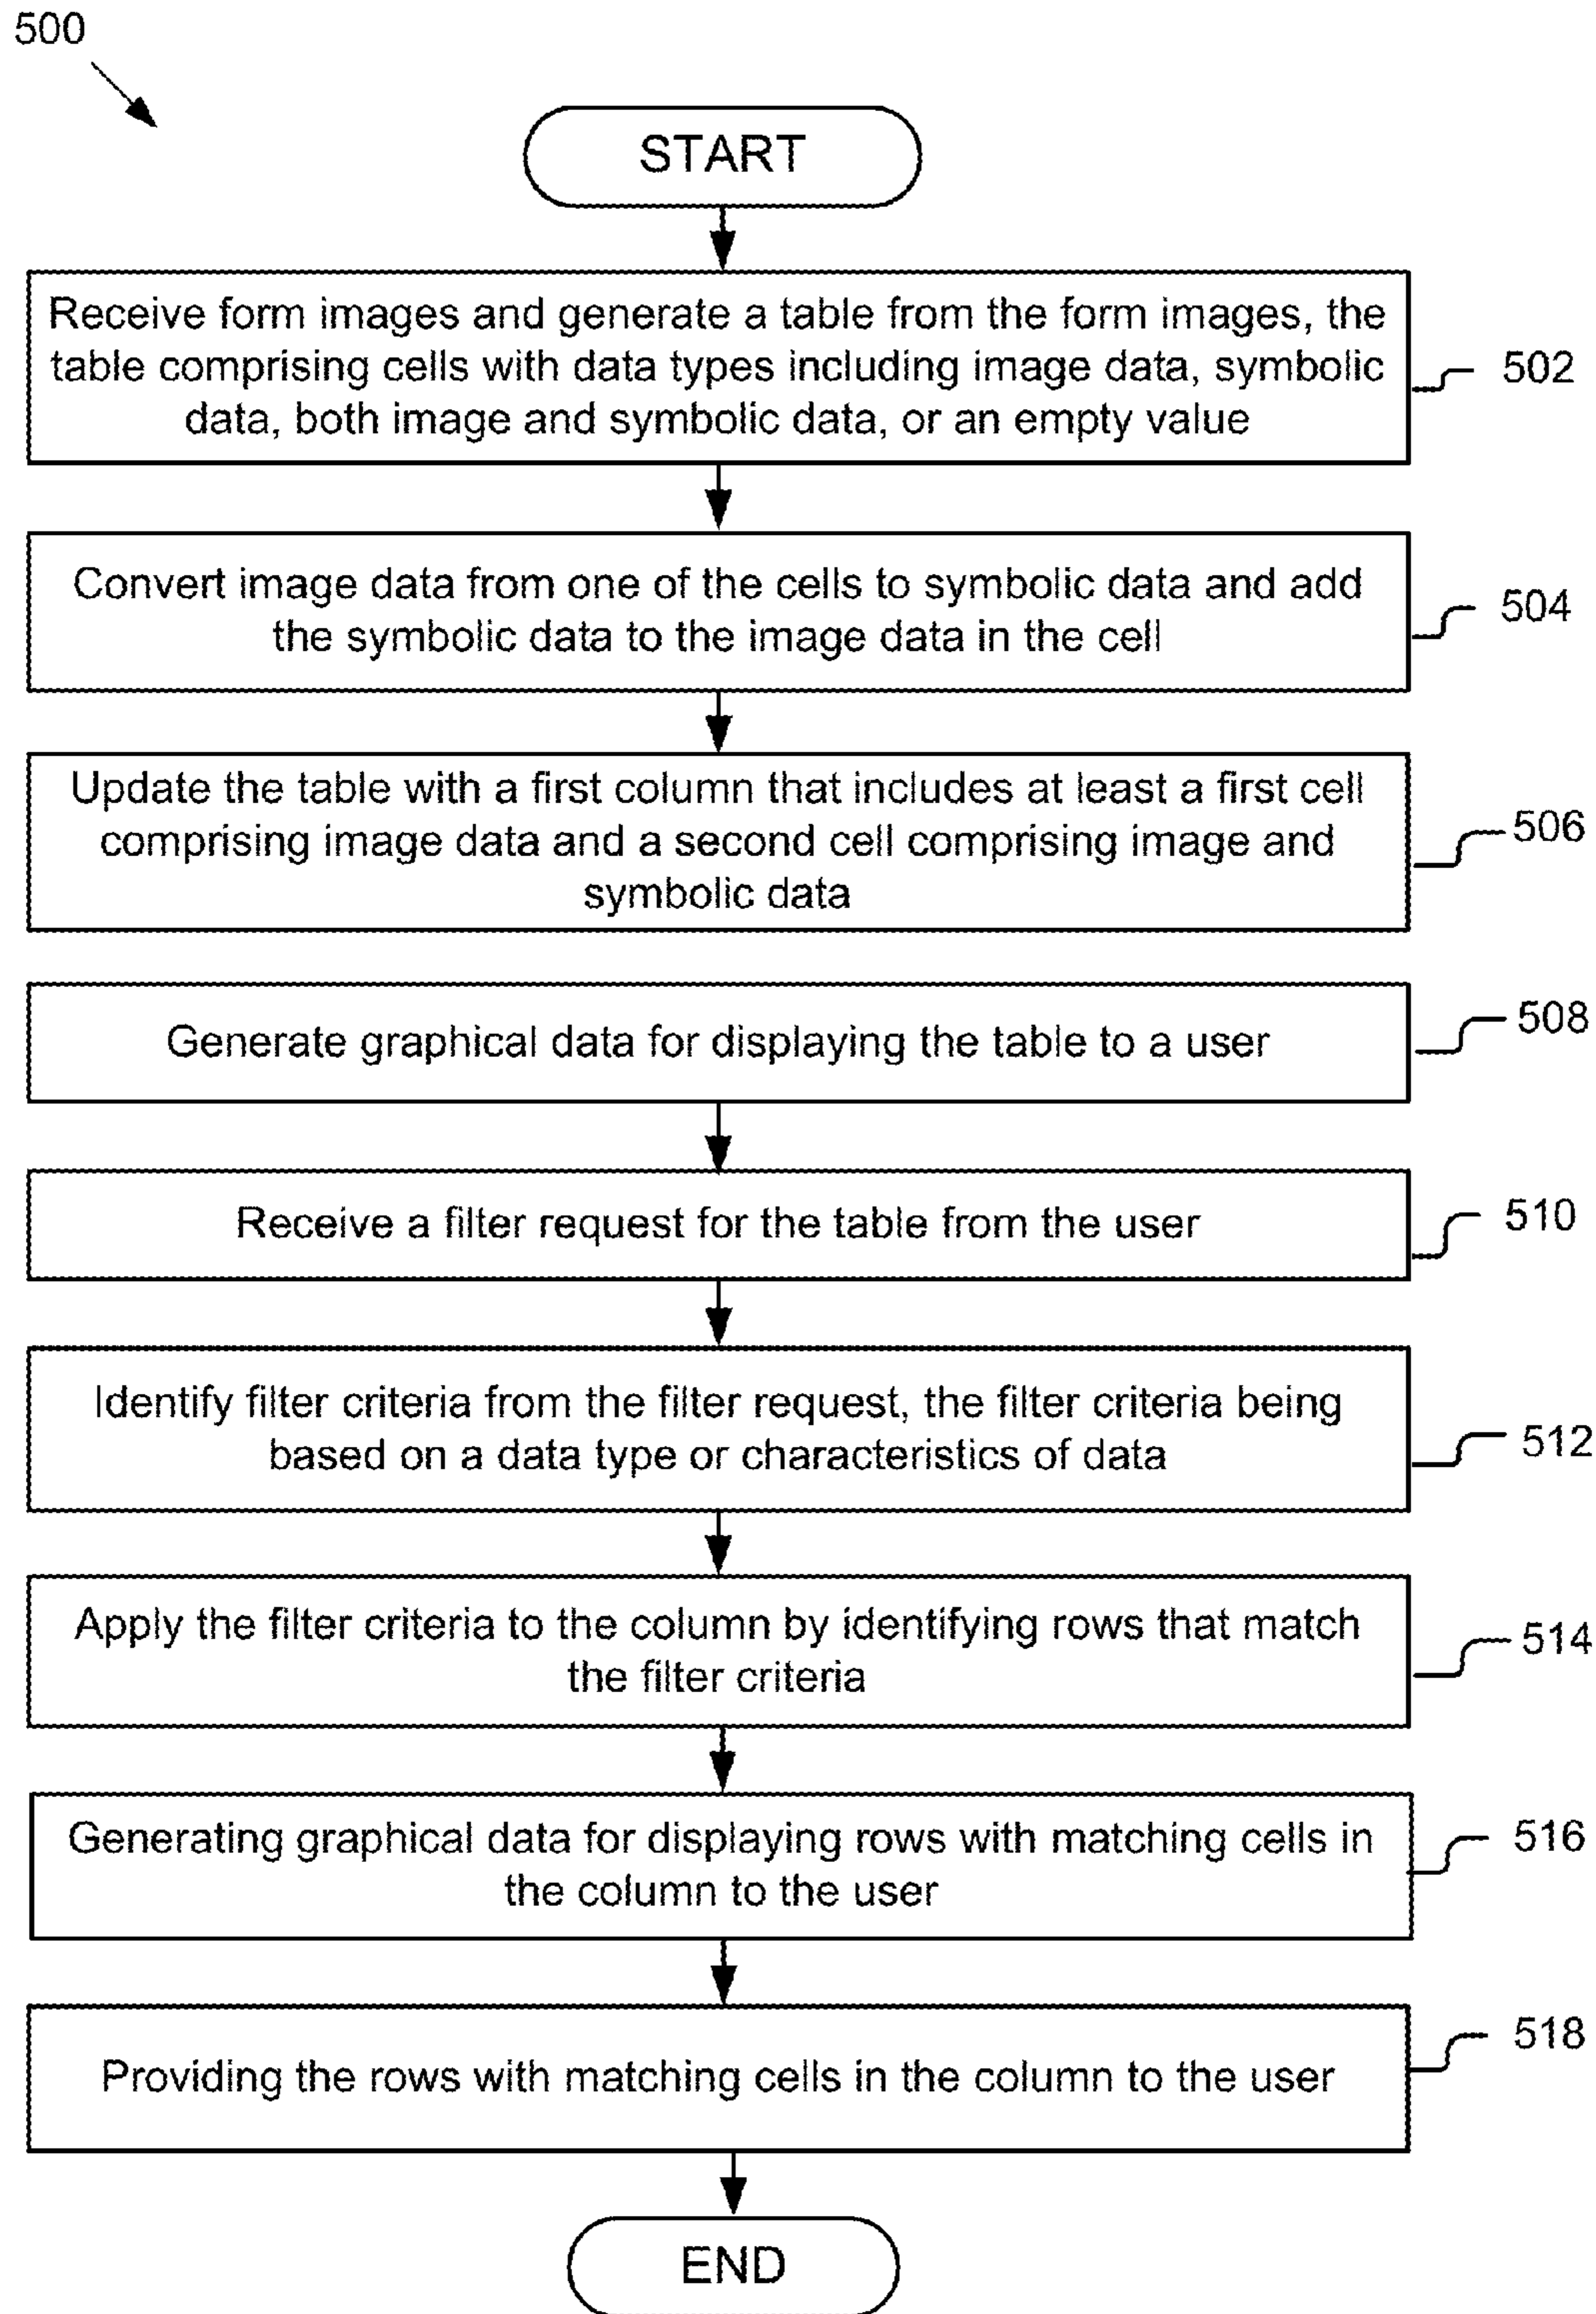 500
START
Receive form images and generate a table from the form images, the
table comprising cells with data types including image data, symbolic
data, both image and symbolic data, or an empty value
502
Convert image data from one of the cells to symbolic data and add
the symbolic data to the image data in the cell
504
Update the table with a first column that includes at least a first cell
comprising image data and a second cell comprising image and
symbolic data
506
Generate graphical data for displaying the table to a user
508
Receive a filter request for the table from the user
510
Identify filter criteria from the filter request, the filter criteria being
based on a data type or characteristics of data
512
Apply the filter criteria to the column by identifying rows that match
the filter criteria
514
Generating graphical data for displaying rows with matching cells in
the column to the user
516
Providing the rows with matching cells in the column to the user
518
END